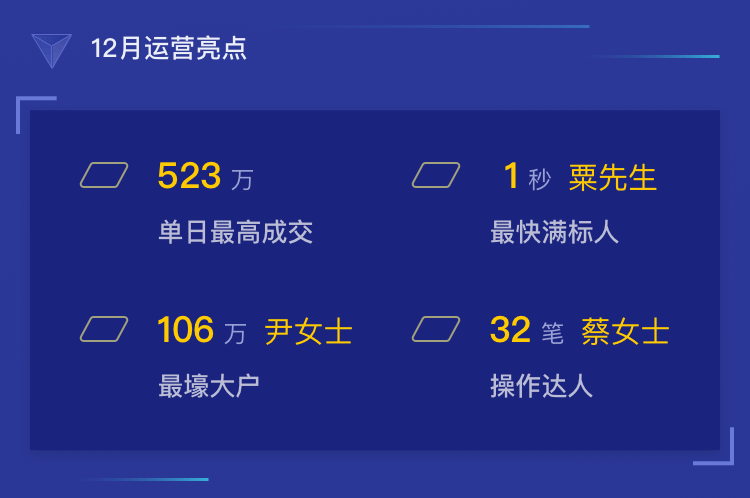 12月运营亮点
523 万
单日最高成交
1 秒 粟先生
最快满标人
106 万 尹女士
最壕大户
32 笔 蔡女士
操作达人